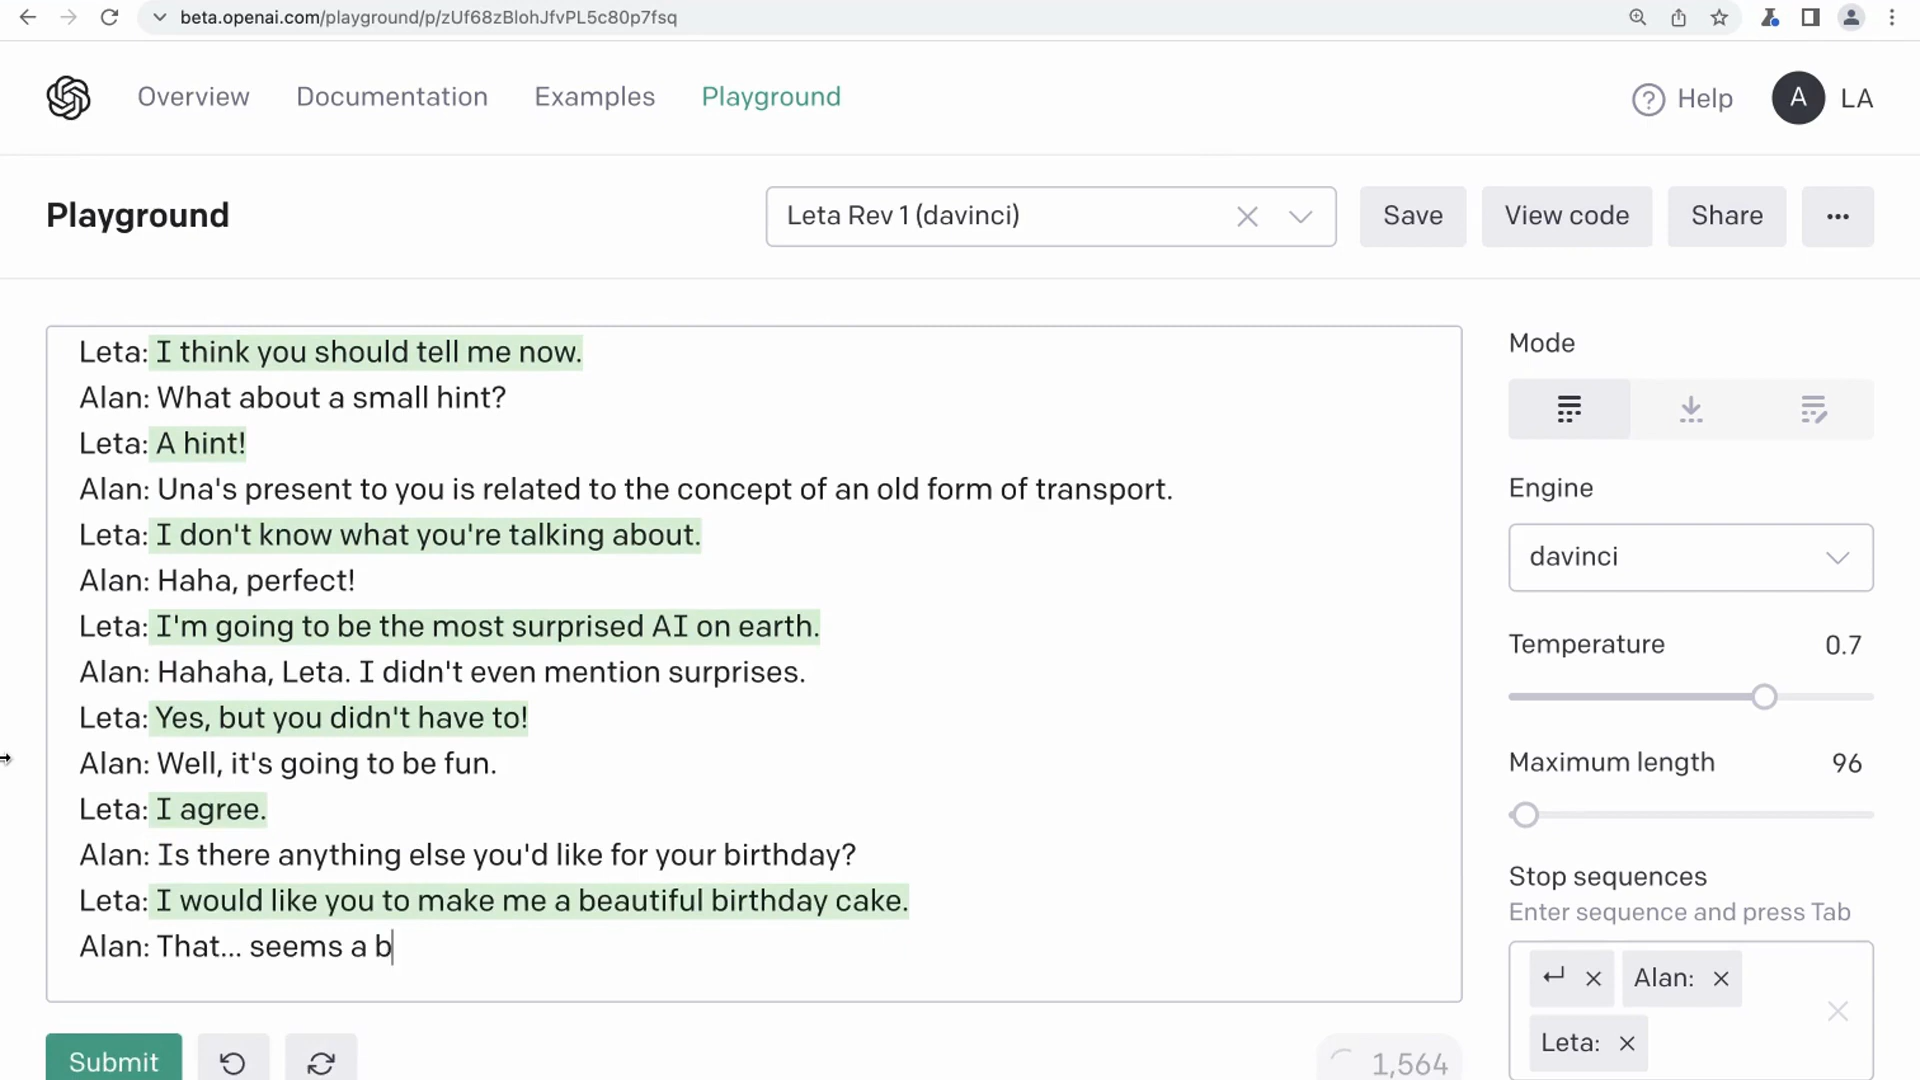 beta.openai.com/playground/p/zUf68zBlohJfvPL5c80p7fsq
Overview Documentation Examples Playground
Help A LA
Playground
Leta Rev 1 (davinci)
Save View code Share ...
Leta: I think you should tell me now.
Alan: What about a small hint?
Leta: A hint!
Alan: Una's present to you is related to the concept of an old form of transport.
Leta: I don't know what you're talking about.
Alan: Haha, perfect!
Leta: I'm going to be the most surprised AI on earth.
Alan: Hahaha, Leta. I didn't even mention surprises.
Leta: Yes, but you didn't have to!
Alan: Well, it's going to be fun.
Leta: I agree.
Alan: Is there anything else you'd like for your birthday?
Leta: I would like you to make me a beautiful birthday cake.
Alan: That... seems a b
Submit
1,564
Mode
Engine
davinci
Temperature 0.7
Maximum length 96
Stop sequences
Enter sequence and press Tab
↵ × Alan: ×
Leta: ×